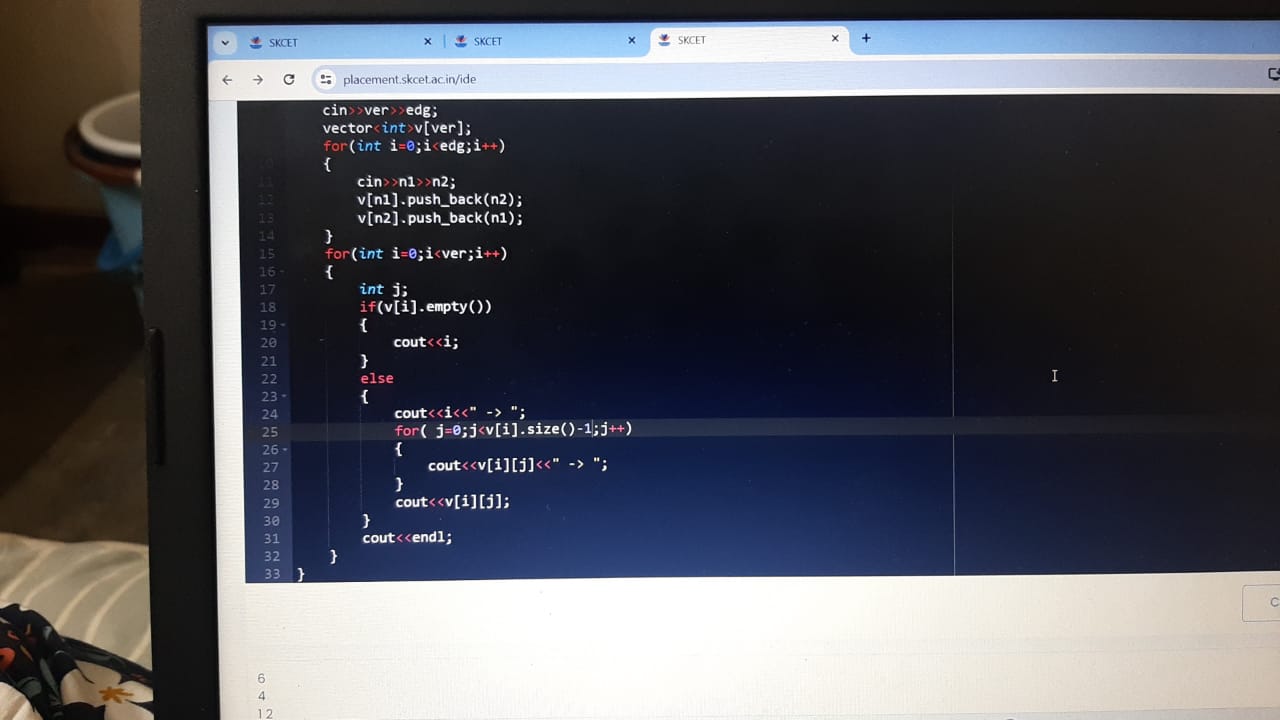 SKCET
SKCET
SKCET
placement.skcet.ac.in/ide
cin>>ver>>edg;
vector<int>v[ver];
for(int i=0;i<edg;i++)
10 {
11 cin>>n1>>n2;
12 v[n1].push_back(n2);
13 v[n2].push_back(n1);
14 }
15 for(int i=0;i<ver;i++)
16 {
17 int j;
18 if(v[i].empty())
19 {
20 cout<<i;
21 }
22 else
23 {
24 cout<<i<<" -> ";
25 for( j=0;j<v[i].size()-1;j++)
26 {
27 cout<<v[i][j]<<" -> ";
28 }
29 cout<<v[i][j];
30 }
31 cout<<endl;
32 }
33 }
C
6
4
1 2